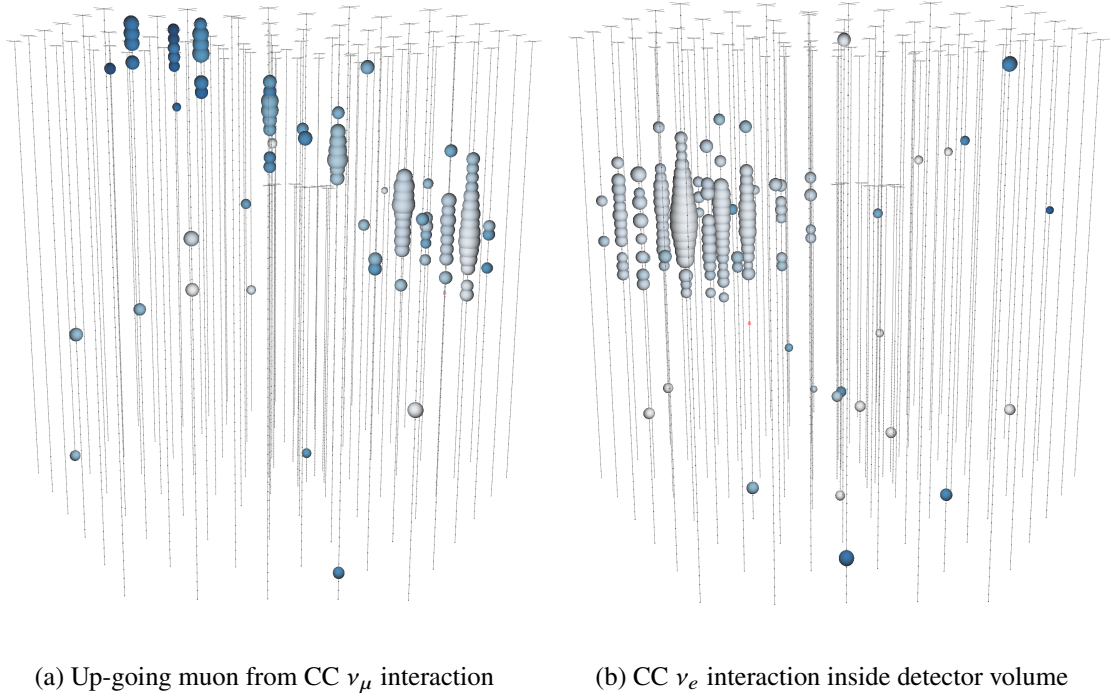 (a) Up-going muon from CC νμ interaction
(b) CC νe interaction inside detector volume